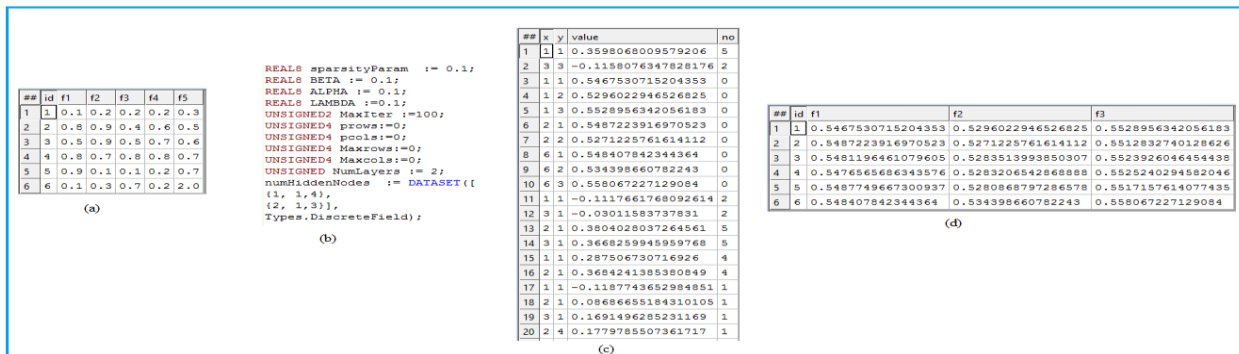 ## id f1 f2 f3 f4 f5
1 1 0.1 0.2 0.2 0.2 0.3
2 2 0.8 0.9 0.4 0.6 0.5
3 3 0.5 0.9 0.5 0.7 0.6
4 4 0.8 0.7 0.8 0.8 0.7
5 5 0.9 0.1 0.1 0.2 0.7
6 6 0.1 0.3 0.7 0.2 2.0
(a)
REAL8 sparsityParam := 0.1;
REAL8 BETA := 0.1;
REAL8 ALPHA := 0.1;
REAL8 LAMBDA :=0.1;
UNSIGNED2 MaxIter :=100;
UNSIGNED4 prows:=0;
UNSIGNED4 pcols:=0;
UNSIGNED4 Maxrows:=0;
UNSIGNED4 Maxcols:=0;
UNSIGNED NumLayers := 2;
numHiddenNodes := DATASET([
{1, 1,4},
{2, 1,3}],
Types.DiscreteField);
(b)
## x y value no
1 1 1 0.3598068009579206 5
2 3 3 -0.1158076347828176 2
3 1 1 0.5467530715204353 0
4 1 2 0.5296022946526825 0
5 1 3 0.5528956342056183 0
6 2 1 0.5487223916970523 0
7 2 2 0.5271225761614112 0
8 6 1 0.548407842344364 0
9 6 2 0.534398660782243 0
10 6 3 0.558067227129084 0
11 1 1 -0.1117661768092614 2
12 3 1 -0.03011583737831 2
13 2 1 0.3804028037264561 5
14 3 1 0.3668259945959768 5
15 1 1 0.287506730716926 4
16 2 1 0.3684241385380849 4
17 1 1 -0.1187743652984851 1
18 2 1 0.08686655184310105 1
19 3 1 0.1691496285231169 1
20 2 4 0.1779785507361717 1
(c)
## id f1 f2 f3
1 1 0.5467530715204353 0.5296022946526825 0.5528956342056183
2 2 0.5487223916970523 0.5271225761614112 0.5512832740128626
3 3 0.5481196461079605 0.5283513993850307 0.5523926046454438
4 4 0.5476565686343576 0.5283206542868888 0.5525240294582046
5 5 0.5487749667300937 0.5280868797286578 0.5517157614077435
6 6 0.548407842344364 0.534398660782243 0.558067227129084
(d)